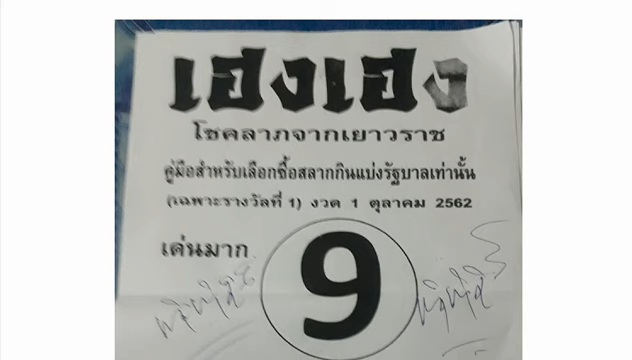 เฮงเฮง
โชคลาภจากเยาวราช
คู่มือสำหรับเลือกซื้อสลากกินแบ่งรัฐบาลเท่านั้น
(เฉพาะรางวัลที่ 1) งวด 1 ตุลาคม 2562
เด่นมาก
9